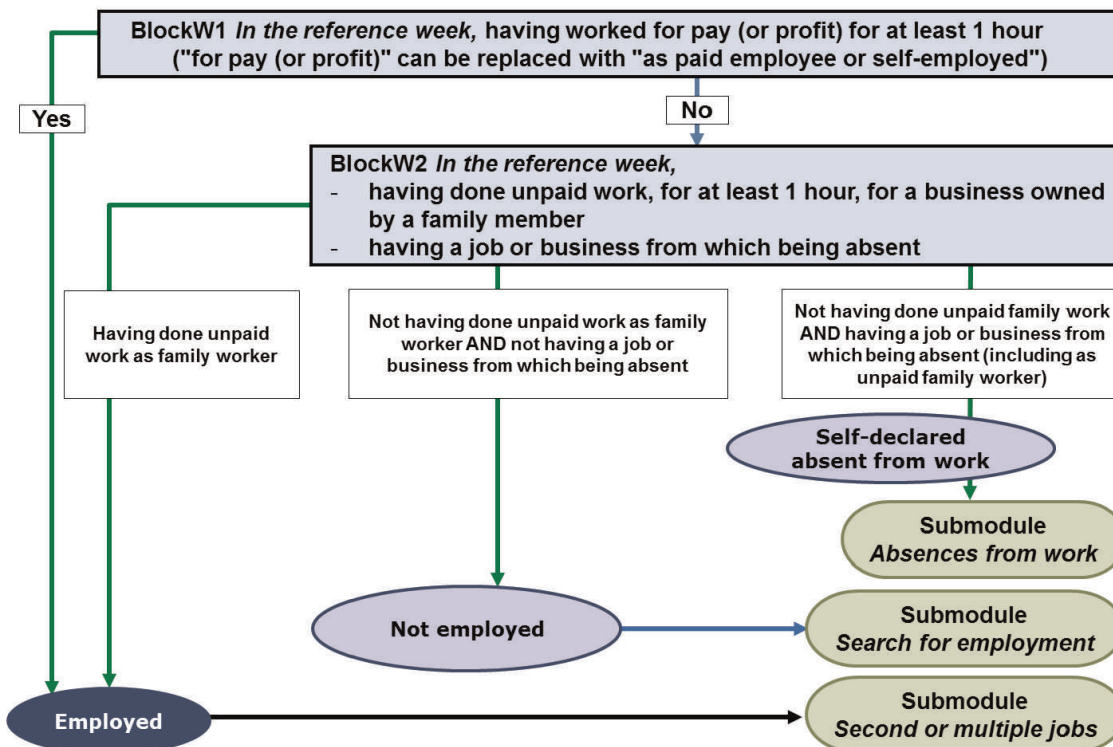 BlockW1 In the reference week, having worked for pay (or profit) for at least 1 hour
("for pay (or profit)" can be replaced with "as paid employee or self-employed")
Yes
No
BlockW2 In the reference week,
- having done unpaid work, for at least 1 hour, for a business owned
by a family member
- having a job or business from which being absent
Having done unpaid
work as family worker
Not having done unpaid work as family
worker AND not having a job or
business from which being absent
Not having done unpaid family work
AND having a job or business from
which being absent (including as
unpaid family worker)
Self-declared
absent from work
Submodule
Absences from work
Not employed
Submodule
Search for employment
Employed
Submodule
Second or multiple jobs